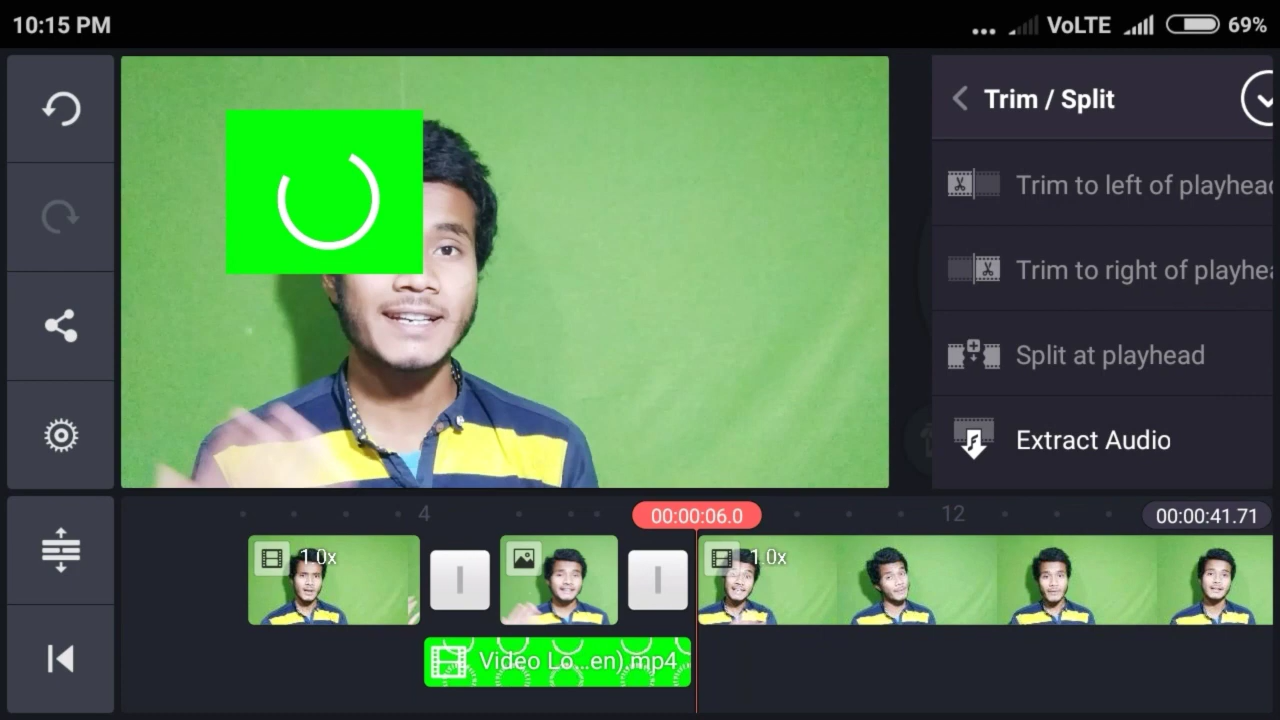 10:15 PM
... VoLTE 69%
Trim / Split
Trim to left of playhead
Trim to right of playhea
Split at playhead
Extract Audio
4
00:00:06.0
12
00:00:41.71
1.0x
1.0x
Video Lo...en).mp4